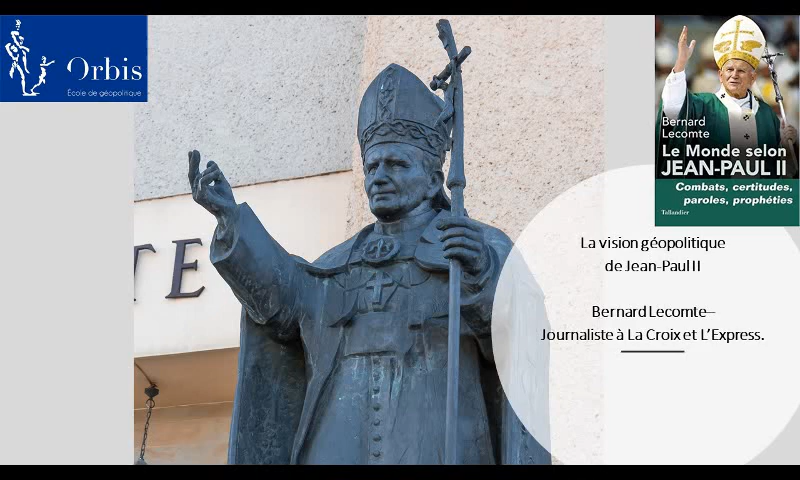 Orbis
École de géopolitique
TE
Bernard
Lecomte
Le Monde selon
JEAN-PAUL II
Combats, certitudes,
paroles, prophéties
Tallandier
La vision géopolitique
de Jean-Paul II
Bernard Lecomte–
Journaliste à La Croix et L’Express.